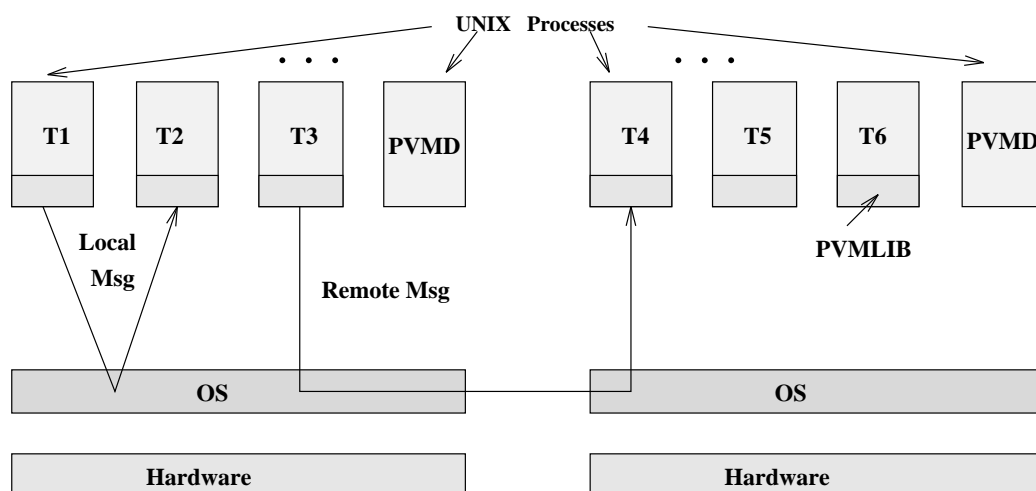 UNIX Processes
T1
T2
T3
PVMD
T4
T5
T6
PVMD
Local
Msg
Remote Msg
PVMLIB
OS
OS
Hardware
Hardware